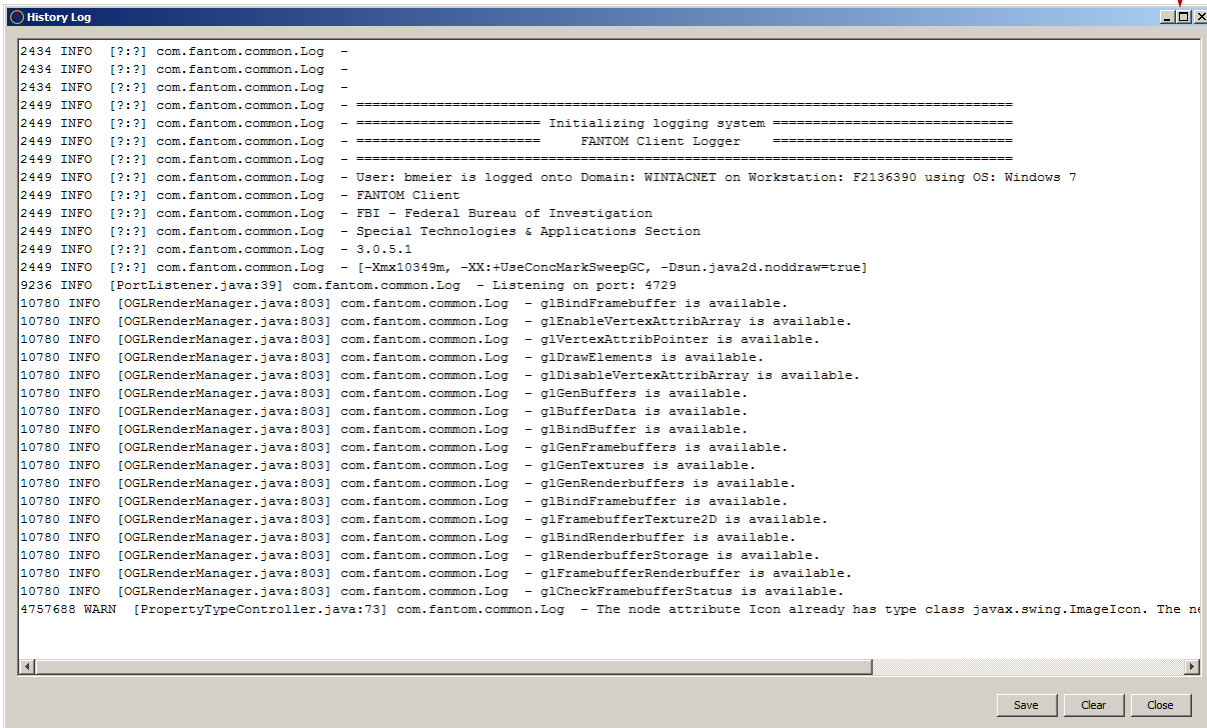 History Log
2434 INFO  [?:?] com.fantom.common.Log  -
2434 INFO  [?:?] com.fantom.common.Log  -
2434 INFO  [?:?] com.fantom.common.Log  -
2449 INFO  [?:?] com.fantom.common.Log  - ==================================================================================
2449 INFO  [?:?] com.fantom.common.Log  - ======================= Initializing logging system ==============================
2449 INFO  [?:?] com.fantom.common.Log  - =======================     FANTOM Client Logger    ==============================
2449 INFO  [?:?] com.fantom.common.Log  - ==================================================================================
2449 INFO  [?:?] com.fantom.common.Log  - User: bmeier is logged onto Domain: WINTACNET on Workstation: F2136390 using OS: Windows 7
2449 INFO  [?:?] com.fantom.common.Log  - FANTOM Client
2449 INFO  [?:?] com.fantom.common.Log  - FBI - Federal Bureau of Investigation
2449 INFO  [?:?] com.fantom.common.Log  - Special Technologies & Applications Section
2449 INFO  [?:?] com.fantom.common.Log  - 3.0.5.1
2449 INFO  [?:?] com.fantom.common.Log  - [-Xmx10349m, -XX:+UseConcMarkSweepGC, -Dsun.java2d.noddraw=true]
9236 INFO  [PortListener.java:39] com.fantom.common.Log  - Listening on port: 4729
10780 INFO  [OGLRenderManager.java:803] com.fantom.common.Log  - glBindFramebuffer is available.
10780 INFO  [OGLRenderManager.java:803] com.fantom.common.Log  - glEnableVertexAttribArray is available.
10780 INFO  [OGLRenderManager.java:803] com.fantom.common.Log  - glVertexAttribPointer is available.
10780 INFO  [OGLRenderManager.java:803] com.fantom.common.Log  - glDrawElements is available.
10780 INFO  [OGLRenderManager.java:803] com.fantom.common.Log  - glDisableVertexAttribArray is available.
10780 INFO  [OGLRenderManager.java:803] com.fantom.common.Log  - glGenBuffers is available.
10780 INFO  [OGLRenderManager.java:803] com.fantom.common.Log  - glBufferData is available.
10780 INFO  [OGLRenderManager.java:803] com.fantom.common.Log  - glBindBuffer is available.
10780 INFO  [OGLRenderManager.java:803] com.fantom.common.Log  - glGenFramebuffers is available.
10780 INFO  [OGLRenderManager.java:803] com.fantom.common.Log  - glGenTextures is available.
10780 INFO  [OGLRenderManager.java:803] com.fantom.common.Log  - glGenRenderbuffers is available.
10780 INFO  [OGLRenderManager.java:803] com.fantom.common.Log  - glBindFramebuffer is available.
10780 INFO  [OGLRenderManager.java:803] com.fantom.common.Log  - glFramebufferTexture2D is available.
10780 INFO  [OGLRenderManager.java:803] com.fantom.common.Log  - glBindRenderbuffer is available.
10780 INFO  [OGLRenderManager.java:803] com.fantom.common.Log  - glRenderbufferStorage is available.
10780 INFO  [OGLRenderManager.java:803] com.fantom.common.Log  - glFramebufferRenderbuffer is available.
10780 INFO  [OGLRenderManager.java:803] com.fantom.common.Log  - glCheckFramebufferStatus is available.
4757688 WARN  [PropertyTypeController.java:73] com.fantom.common.Log  - The node attribute Icon already has type class javax.swing.ImageIcon. The
Save Clear Close